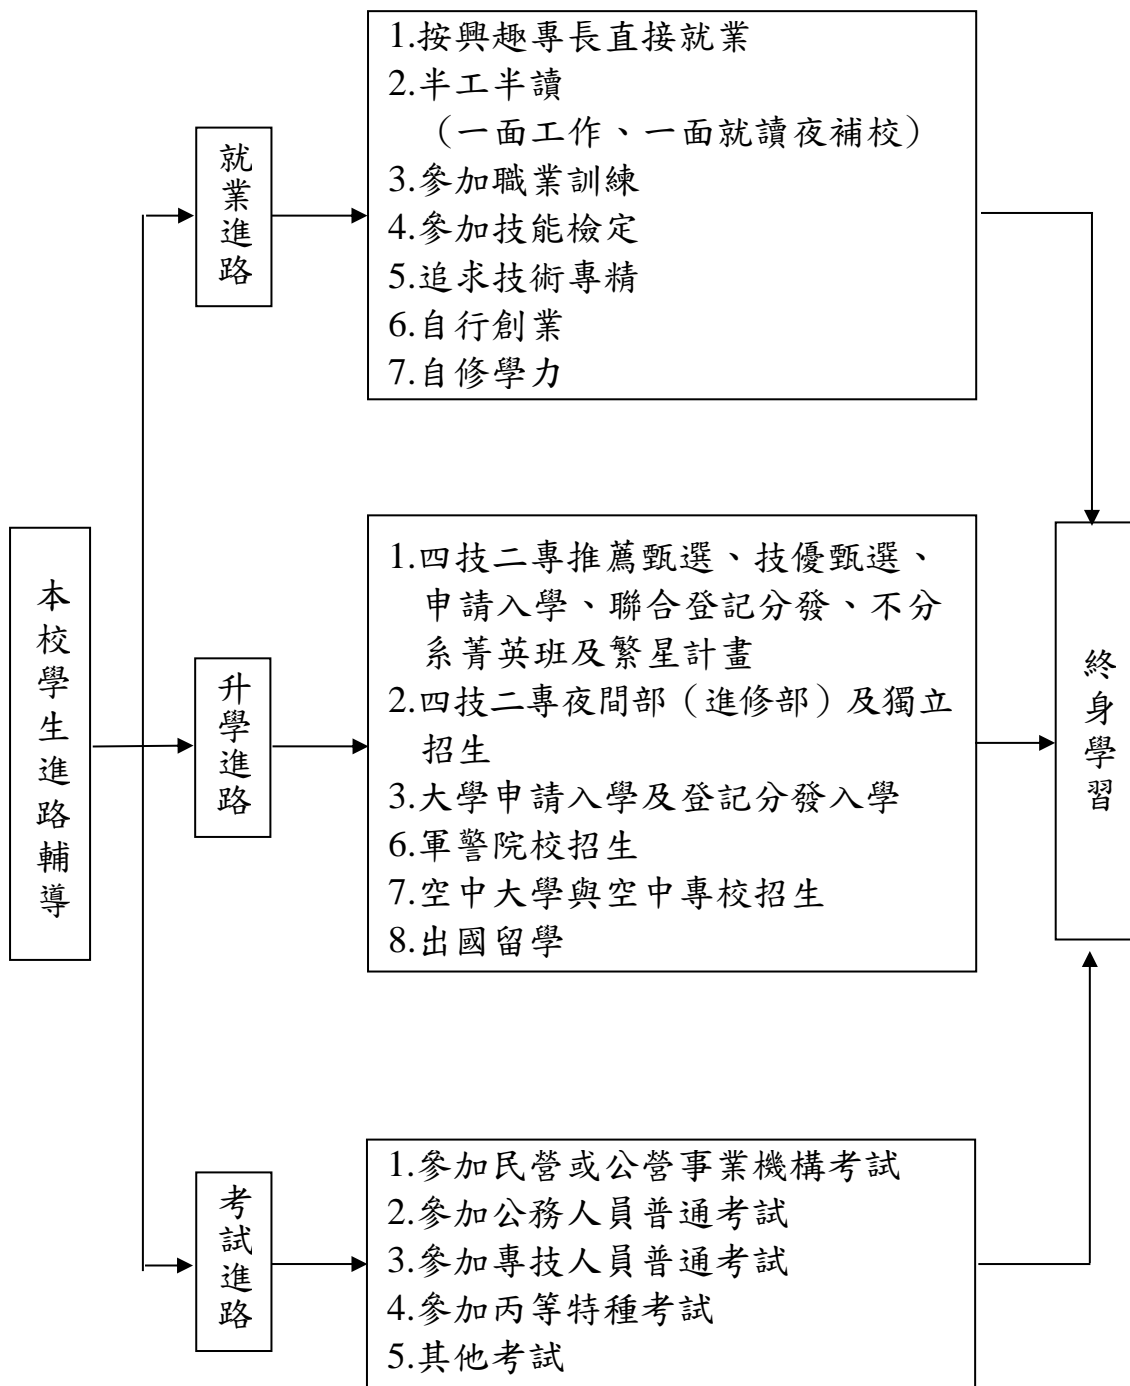 本校學生進路輔導
就業進路
1.按興趣專長直接就業
2.半工半讀
（一面工作、一面就讀夜補校）
3.參加職業訓練
4.參加技能檢定
5.追求技術專精
6.自行創業
7.自修學力
升學進路
1.四技二專推薦甄選、技優甄選、
申請入學、聯合登記分發、不分
系菁英班及繁星計畫
2.四技二專夜間部（進修部）及獨立
招生
3.大學申請入學及登記分發入學
6.軍警院校招生
7.空中大學與空中專校招生
8.出國留學
考試進路
1.參加民營或公營事業機構考試
2.參加公務人員普通考試
3.參加專技人員普通考試
4.參加丙等特種考試
5.其他考試
終身學習